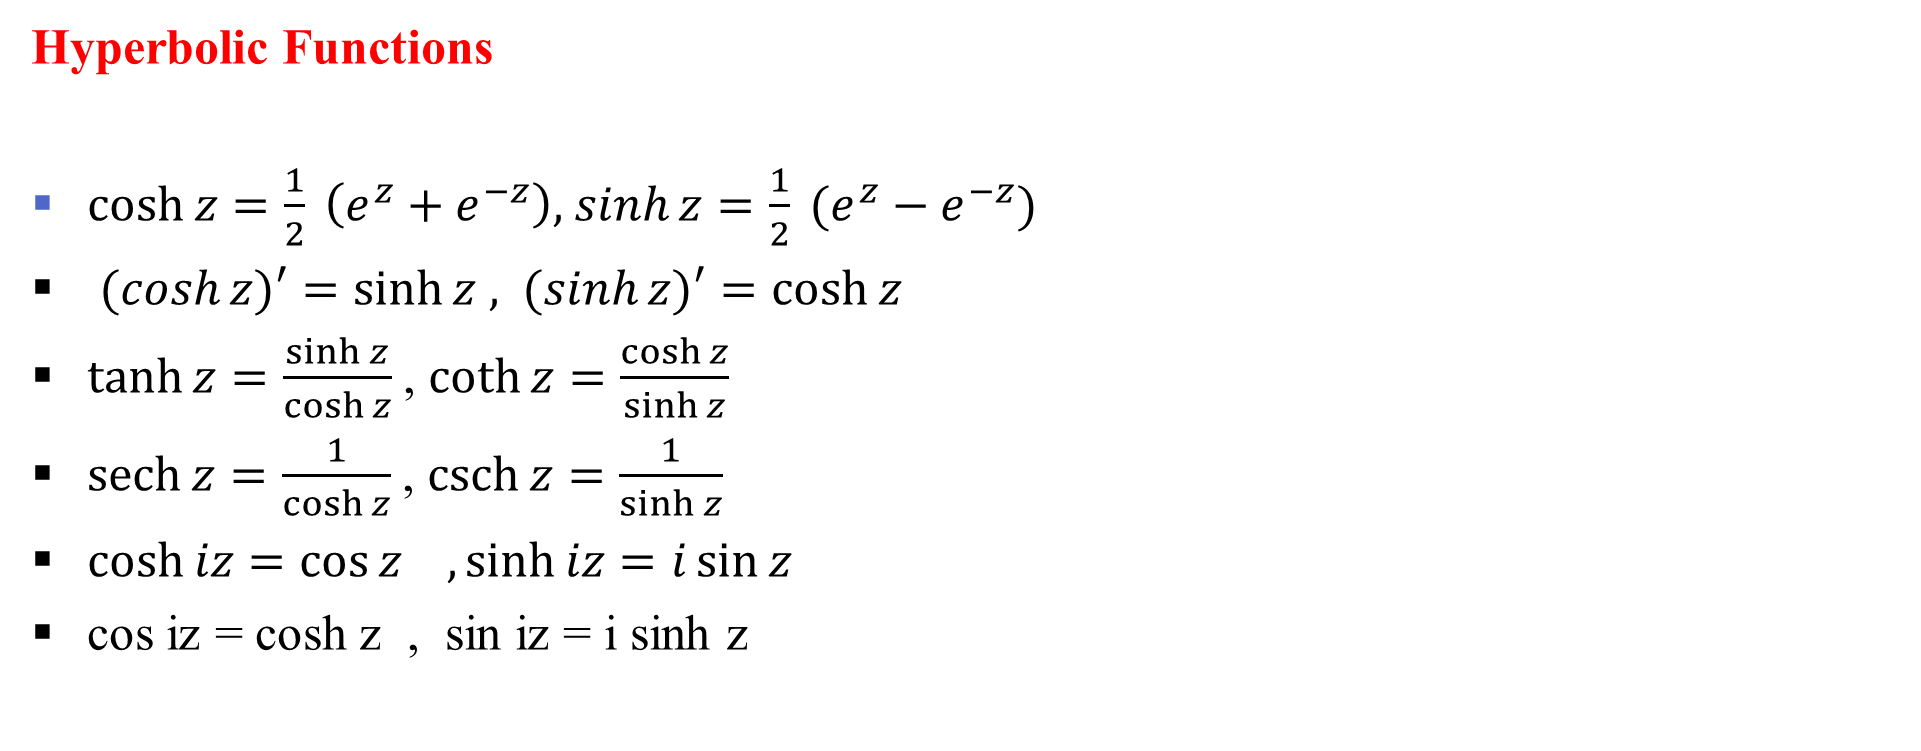 Hyperbolic Functions
▪ cosh z = 1/2 (e^z + e^−z), sinh z = 1/2 (e^z − e^−z)
▪ (cosh z)′ = sinh z , (sinh z)′ = cosh z
▪ tanh z = sinh z / cosh z , coth z = cosh z / sinh z
▪ sech z = 1 / cosh z , csch z = 1 / sinh z
▪ cosh iz = cos z , sinh iz = i sin z
▪ cos iz = cosh z , sin iz = i sinh z